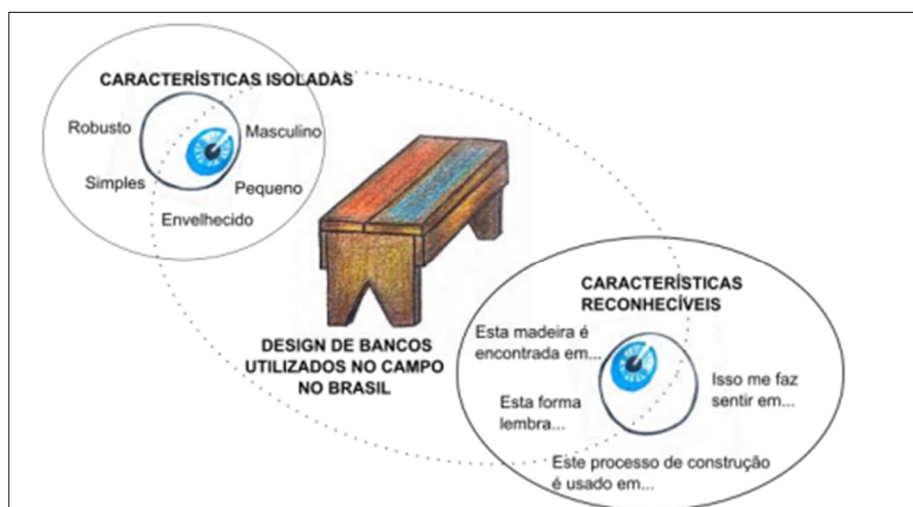 CARACTERÍSTICAS ISOLADAS
Robusto
Masculino
Simples
Pequeno
Envelhecido
DESIGN DE BANCOS
UTILIZADOS NO CAMPO
NO BRASIL
CARACTERÍSTICAS
RECONHECÍVEIS
Esta madeira é
encontrada em...
Isso me faz
sentir em...
Esta forma
lembra...
Este processo de construção
é usado em...